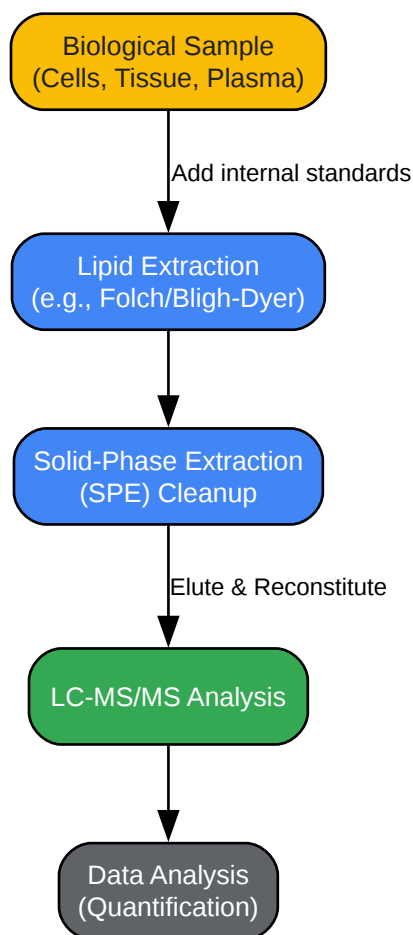 Biological Sample
(Cells, Tissue, Plasma)
Add internal standards
Lipid Extraction
(e.g., Folch/Bligh-Dyer)
Solid-Phase Extraction
(SPE) Cleanup
Elute & Reconstitute
LC-MS/MS Analysis
Data Analysis
(Quantification)